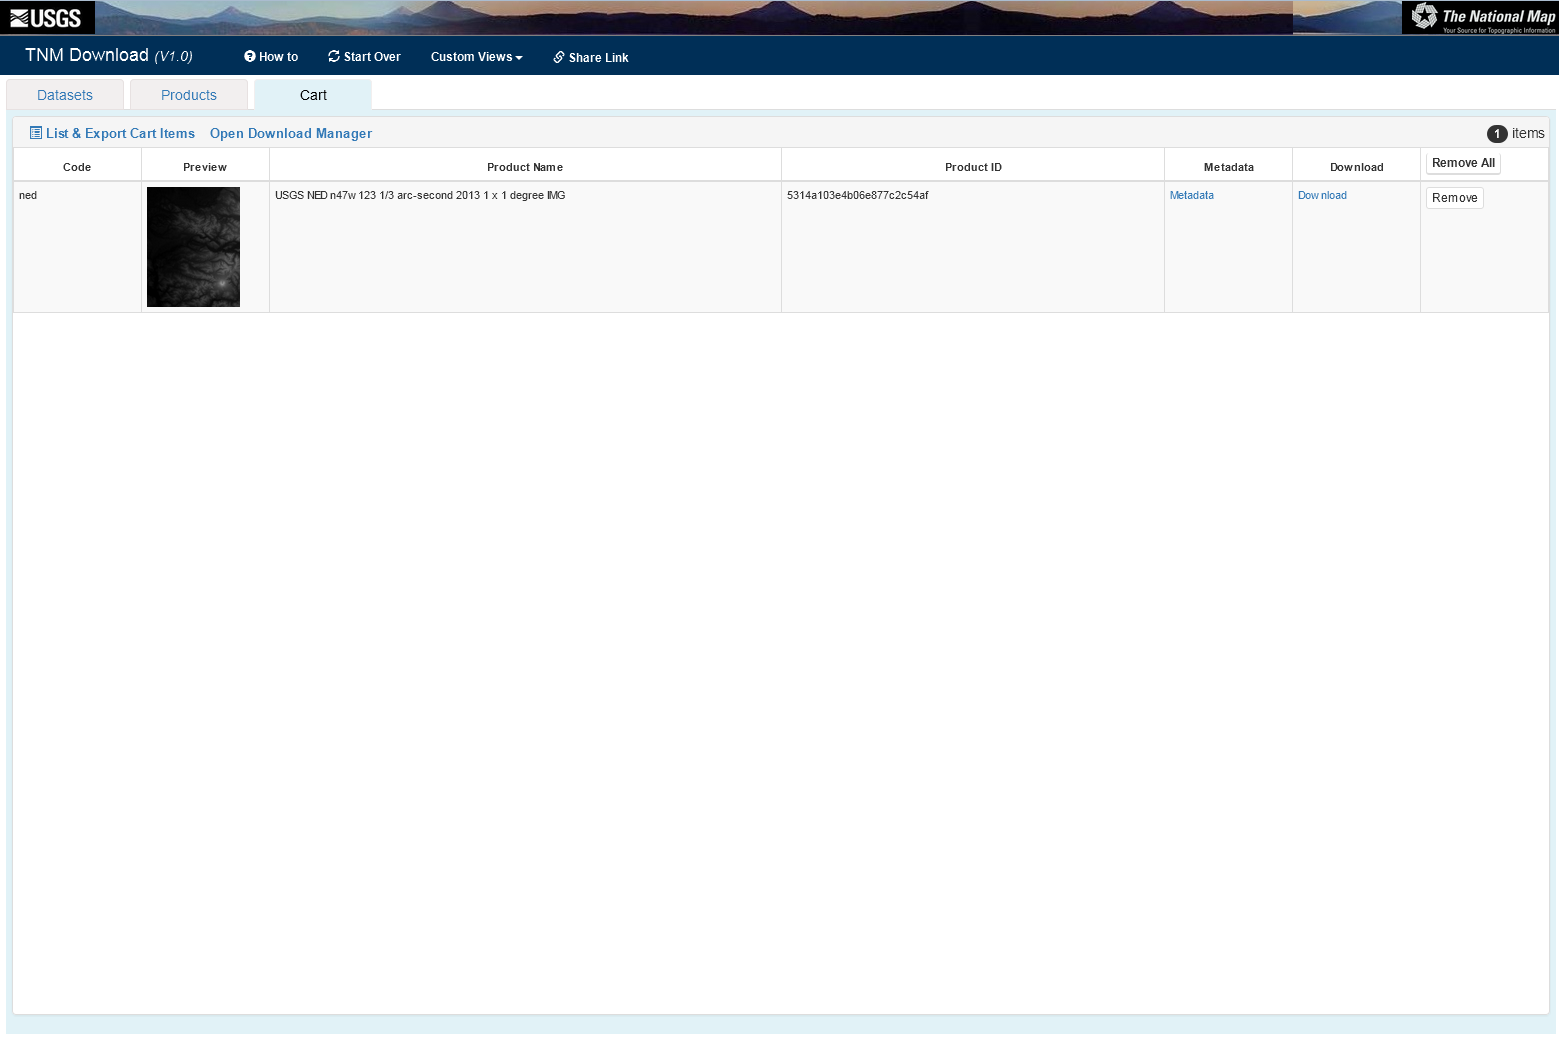 USGS
The National Map
Your Source for Topographic Information
TNM Download (V1.0)
How to
Start Over
Custom Views
Share Link
Datasets
Products
Cart
List & Export Cart Items
Open Download Manager
1 items
Code
Preview
Product Name
Product ID
Metadata
Download
Remove All
ned
USGS NED n47w123 1/3 arc-second 2013 1 x 1 degree IMG
5314a103e4b06e877c2c54af
Metadata
Download
Remove